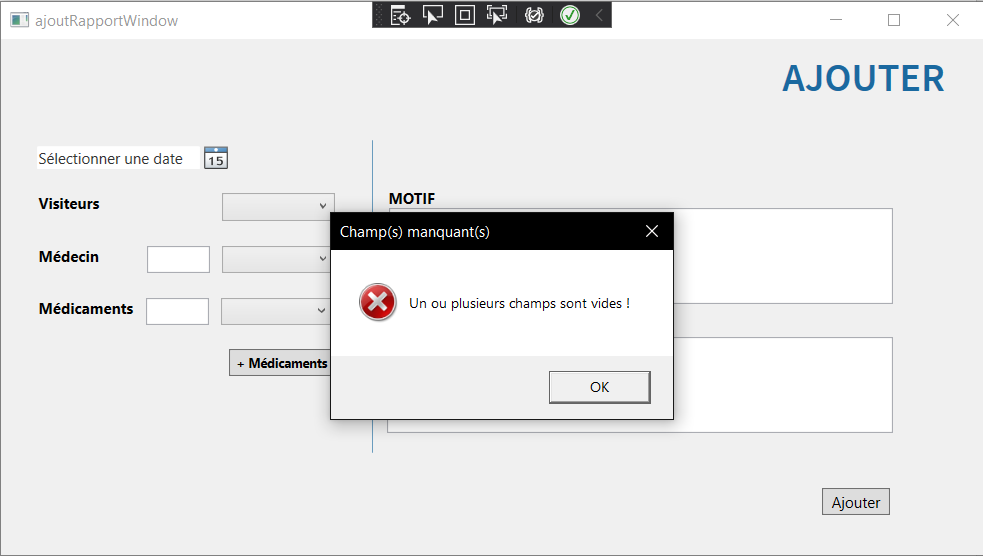 ajoutRapportWindow
AJOUTER
Sélectionner une date
15
Visiteurs
MOTIF
Champ(s) manquant(s)
Médecin
Un ou plusieurs champs sont vides !
Médicaments
+ Médicaments
OK
Ajouter